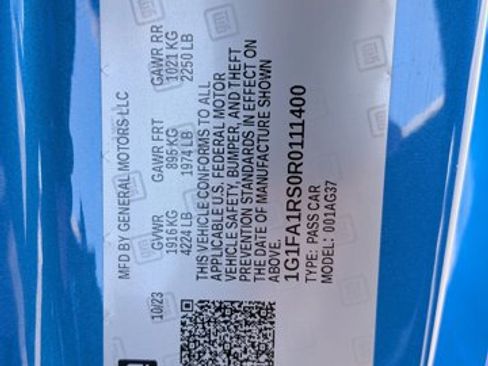 MFD BY GENERAL MOTORS LLC
10/23 GVWR GAWR FRT GAWR RR
1916 KG 895 KG 1021 KG
4224 LB 1974 LB 2250 LB
THIS VEHICLE CONFORMS TO ALL
APPLICABLE U.S. FEDERAL MOTOR
VEHICLE SAFETY, BUMPER, AND THEFT
PREVENTION STANDARDS IN EFFECT ON
THE DATE OF MANUFACTURE SHOWN
ABOVE.
1G1FA1RS0R0111400
TYPE: PASS CAR
MODEL: 001AG37
gm